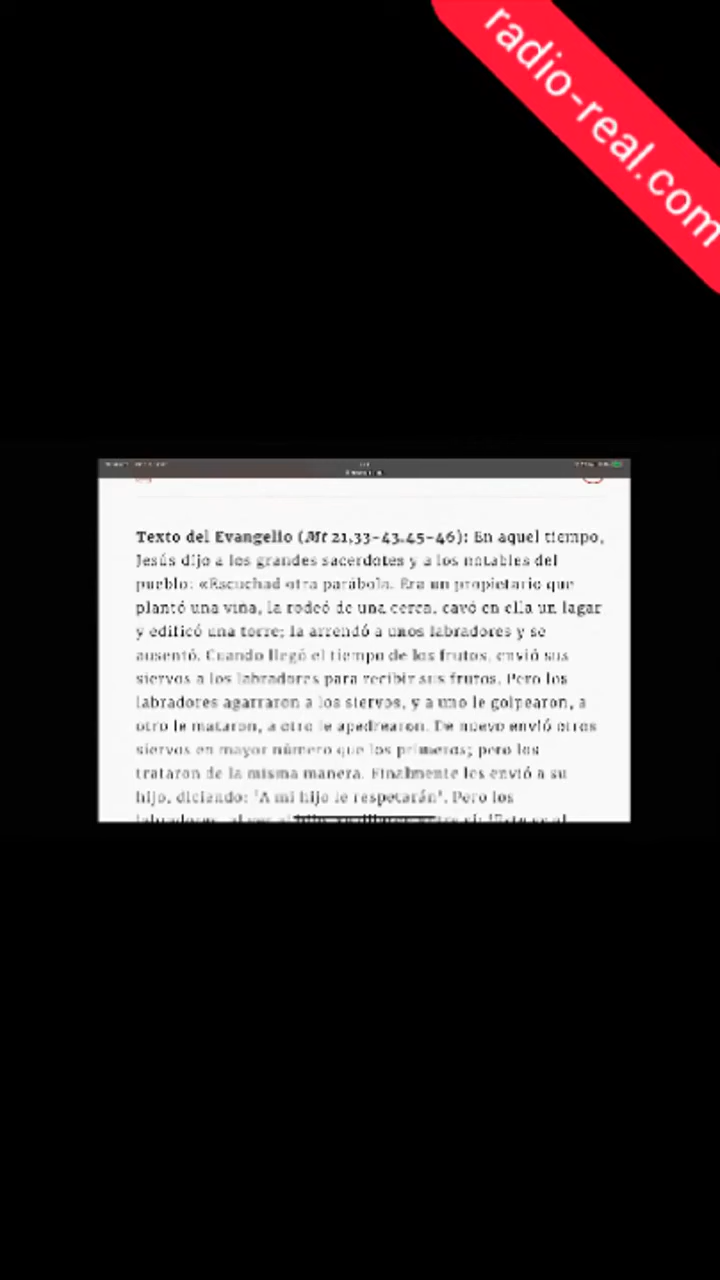 radio-real.com
Texto del Evangelio (Mt 21,33-43.45-46): En aquel tiempo,
Jesús dijo a los grandes sacerdotes y a los notables del
pueblo: «Escuchad otra parábola. Era un propietario que
plantó una viña, la rodeó de una cerca, cavó en ella un lagar
y edificó una torre; la arrendó a unos labradores y se
ausentó. Cuando llegó el tiempo de los frutos, envió sus
siervos a los labradores para recibir sus frutos. Pero los
labradores agarraron a los siervos, y a uno le golpearon, a
otro le mataron, a otro le apedrearon. De nuevo envió otros
siervos en mayor número que los primeros; pero los
trataron de la misma manera. Finalmente les envió a su
hijo, diciendo: 'A mi hijo le respetarán'. Pero los